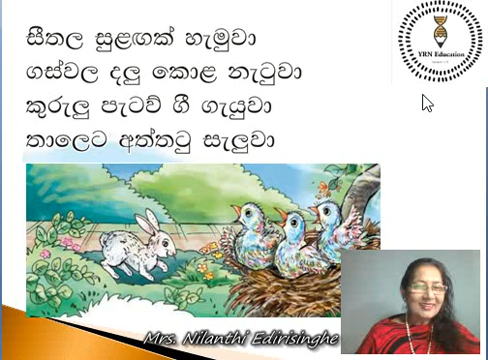 සීතල සුළඟක් හැමුවා
ගස්වල දලු කොළ නැටුවා
කුරුලු පැටව් ගී ගැයුවා
තාලෙට අත්තටු සැලුවා
YRN Education
Mrs. Nilanthi Edirisinghe